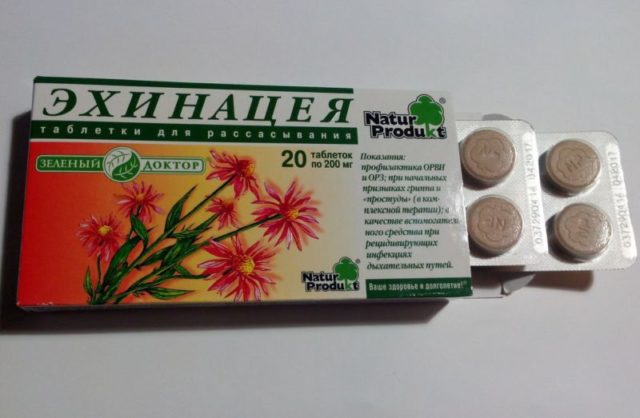 ЭХИНАЦЕЯ
таблетки для рассасывания
ЗЕЛЕНЫЙ ДОКТОР
20 таблеток
по 200 мг
Natur
Produkt
Показания:
профилактика ОРВИ
и ОРЗ; при начальных
признаках гриппа и
«простуды» (в ком-
плексной терапии); в
качестве вспомогатель-
ного средства при
рецидивирующих
инфекциях
дыхательных путей.
Natur
Produkt
Ваше здоровье и долголетие!